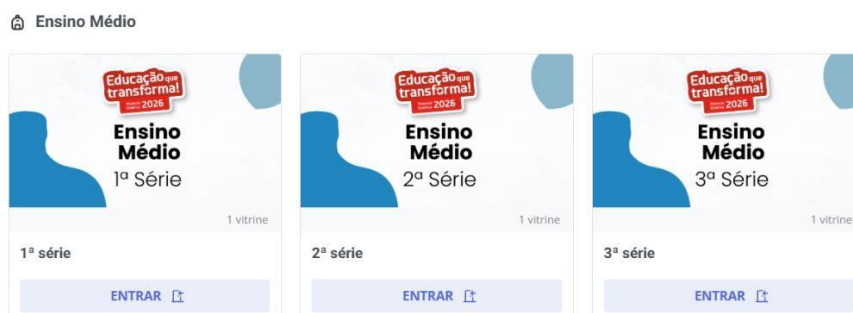 Ensino Médio
Educação que
transforma!
2026
Ensino
Médio
1ª Série
1 vitrine
1ª série
ENTRAR
Educação que
transforma!
2026
Ensino
Médio
2ª Série
1 vitrine
2ª série
ENTRAR
Educação que
transforma!
2026
Ensino
Médio
3ª Série
1 vitrine
3ª série
ENTRAR